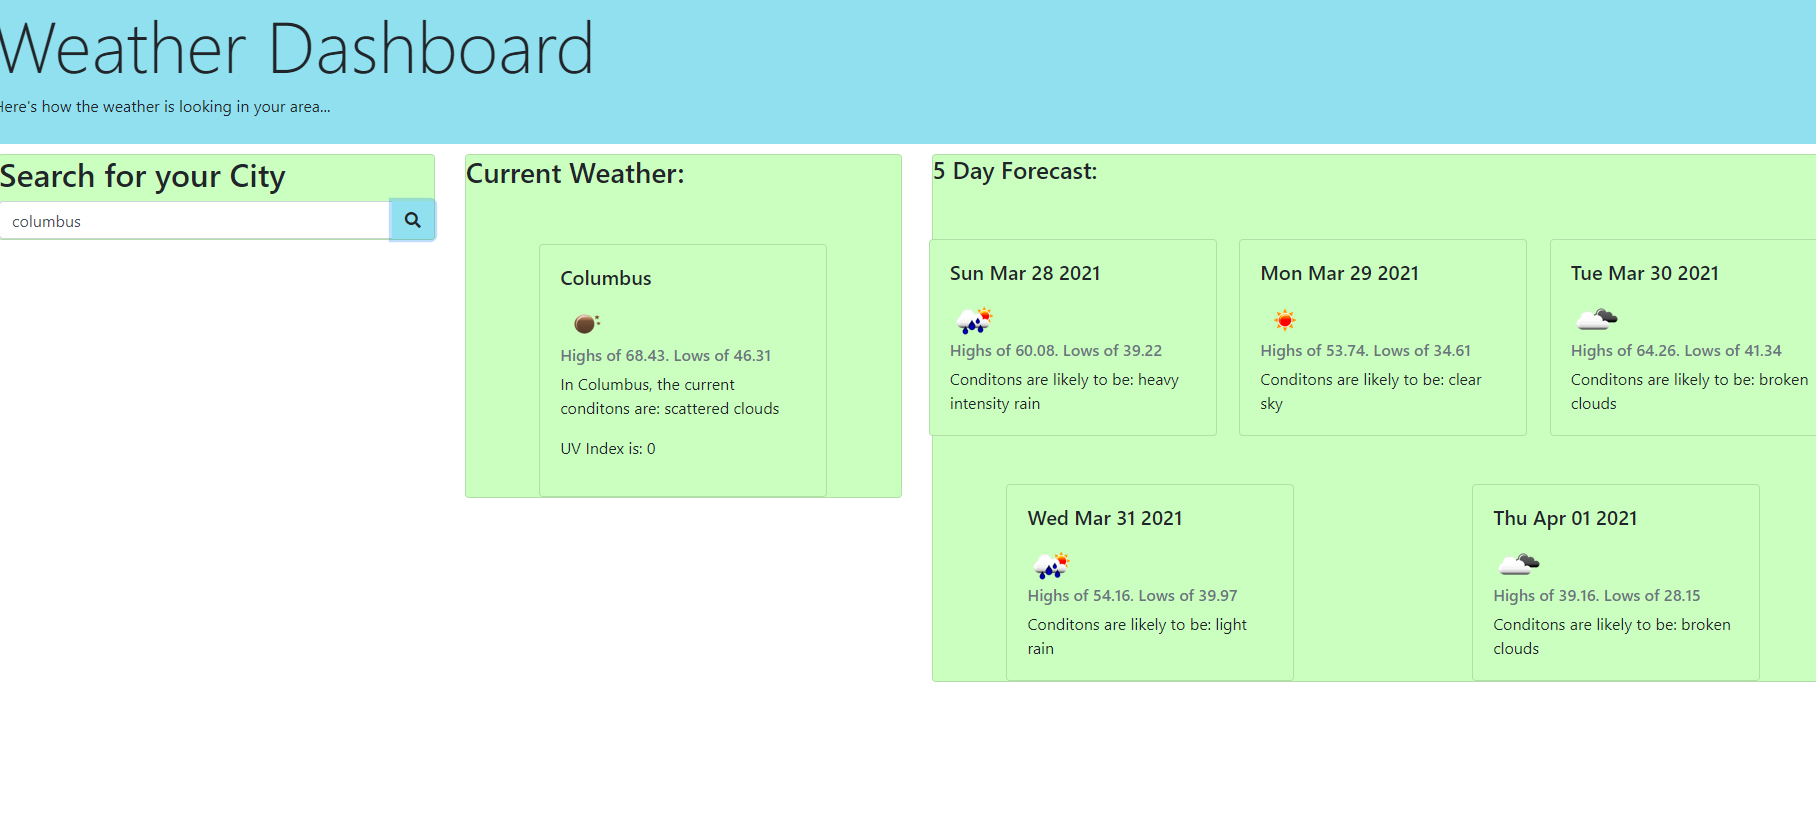 Weather Dashboard
Here's how the weather is looking in your area...
Search for your City
columbus
Current Weather:
Columbus
Highs of 68.43. Lows of 46.31
In Columbus, the current
conditons are: scattered clouds
UV Index is: 0
5 Day Forecast:
Sun Mar 28 2021
Highs of 60.08. Lows of 39.22
Conditons are likely to be: heavy
intensity rain
Mon Mar 29 2021
Highs of 53.74. Lows of 34.61
Conditons are likely to be: clear
sky
Tue Mar 30 2021
Highs of 64.26. Lows of 41.34
Conditons are likely to be: broken
clouds
Wed Mar 31 2021
Highs of 54.16. Lows of 39.97
Conditons are likely to be: light
rain
Thu Apr 01 2021
Highs of 39.16. Lows of 28.15
Conditons are likely to be: broken
clouds